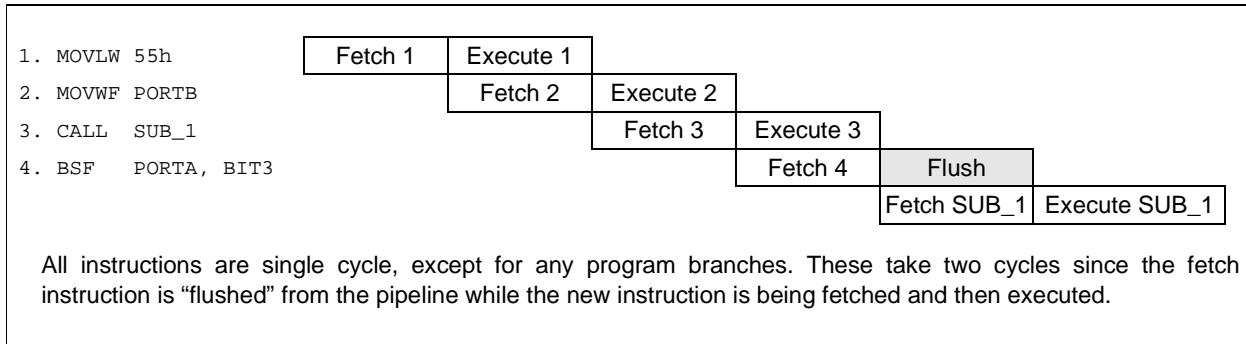 1. MOVLW 55h Fetch 1 Execute 1
2. MOVWF PORTB Fetch 2 Execute 2
3. CALL SUB_1 Fetch 3 Execute 3
4. BSF PORTA, BIT3 Fetch 4 Flush
Fetch SUB_1 Execute SUB_1
All instructions are single cycle, except for any program branches. These take two cycles since the fetch
instruction is “flushed” from the pipeline while the new instruction is being fetched and then executed.